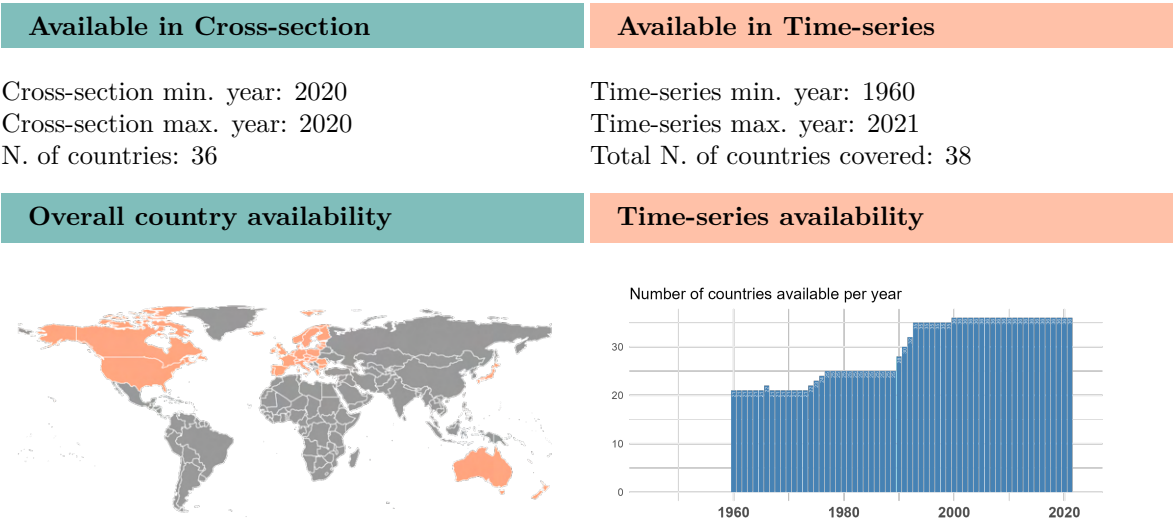 Available in Cross-section
Cross-section min. year: 2020
Cross-section max. year: 2020
N. of countries: 36
Available in Time-series
Time-series min. year: 1960
Time-series max. year: 2021
Total N. of countries covered: 38
Overall country availability
Time-series availability
Number of countries available per year
30
20
10
0
1960 1980 2000 2020